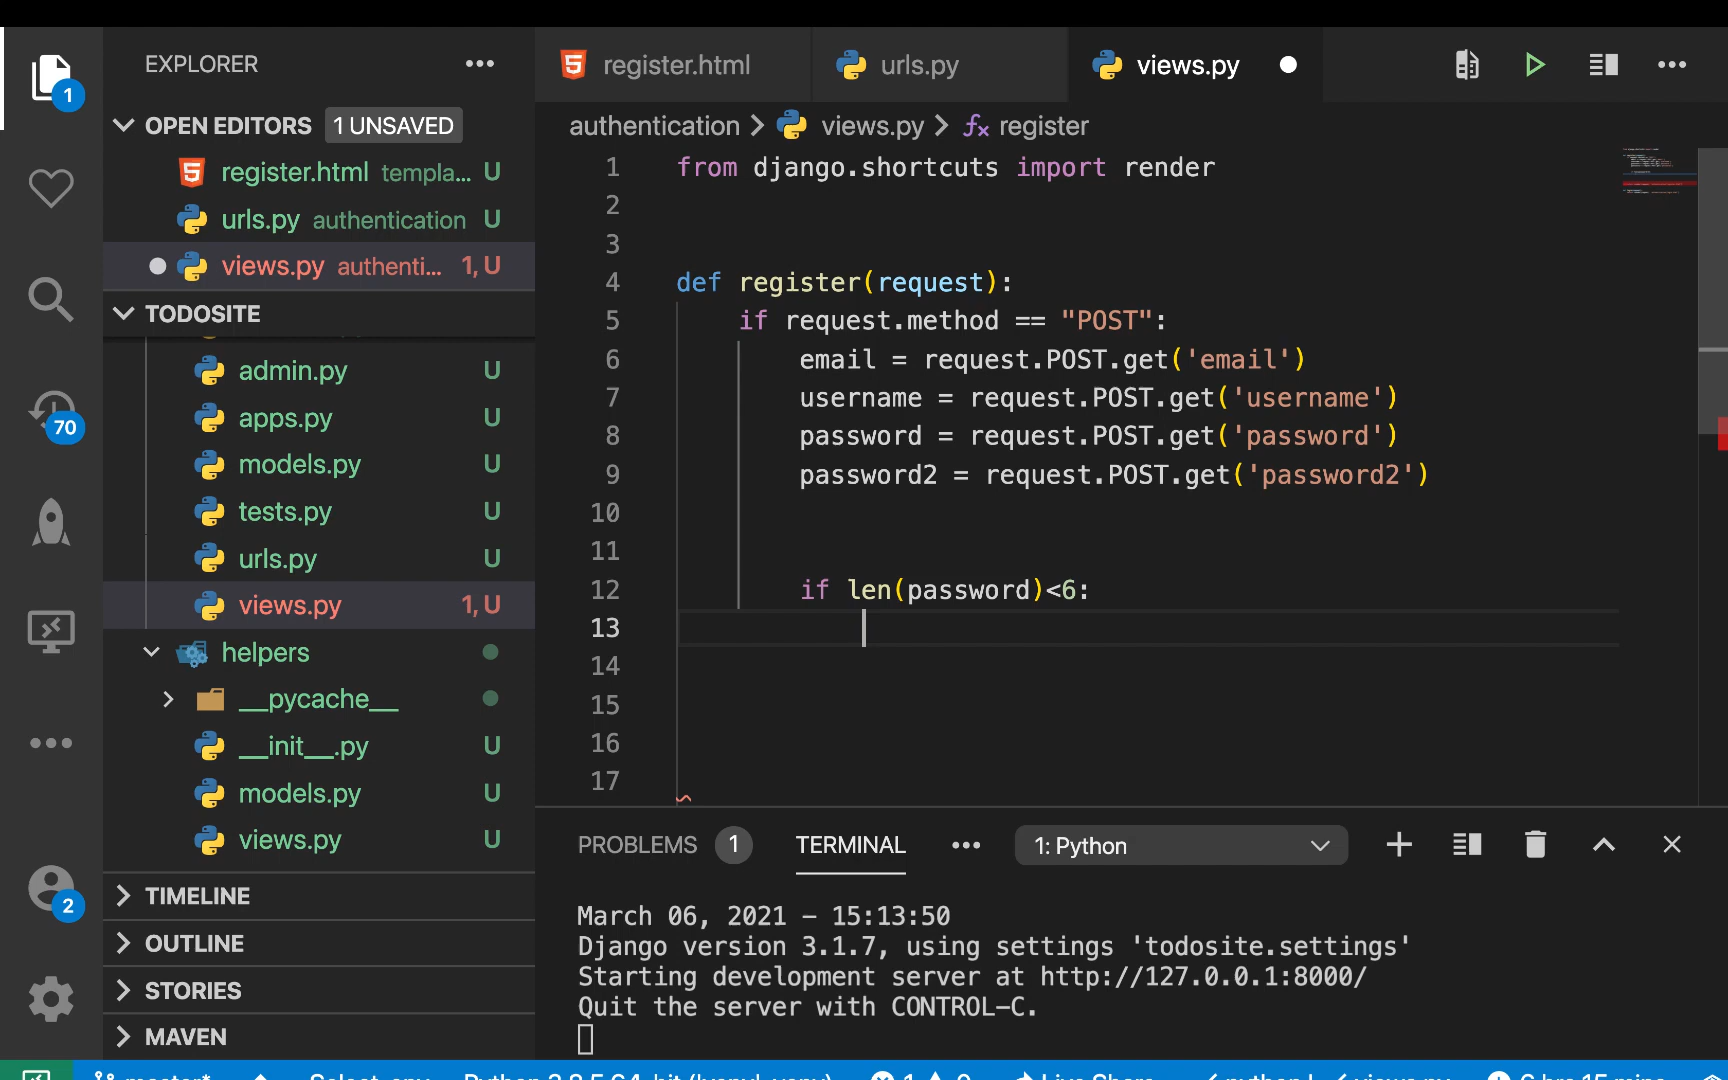 EXPLORER
OPEN EDITORS 1 UNSAVED
register.html templa... U
urls.py authentication U
views.py authenti... 1, U
TODOSITE
admin.py U
apps.py U
models.py U
tests.py U
urls.py U
views.py 1, U
helpers
__pycache__
__init__.py U
models.py U
views.py U
TIMELINE
OUTLINE
STORIES
MAVEN
1
70
2
register.html urls.py views.py
authentication > views.py > register
1 from django.shortcuts import render
2
3
4 def register(request):
5 if request.method == "POST":
6 email = request.POST.get('email')
7 username = request.POST.get('username')
8 password = request.POST.get('password')
9 password2 = request.POST.get('password2')
10
11
12 if len(password)<6:
13
14
15
16
17
PROBLEMS 1 TERMINAL 1: Python
March 06, 2021 - 15:13:50
Django version 3.1.7, using settings 'todosite.settings'
Starting development server at http://127.0.0.1:8000/
Quit the server with CONTROL-C.